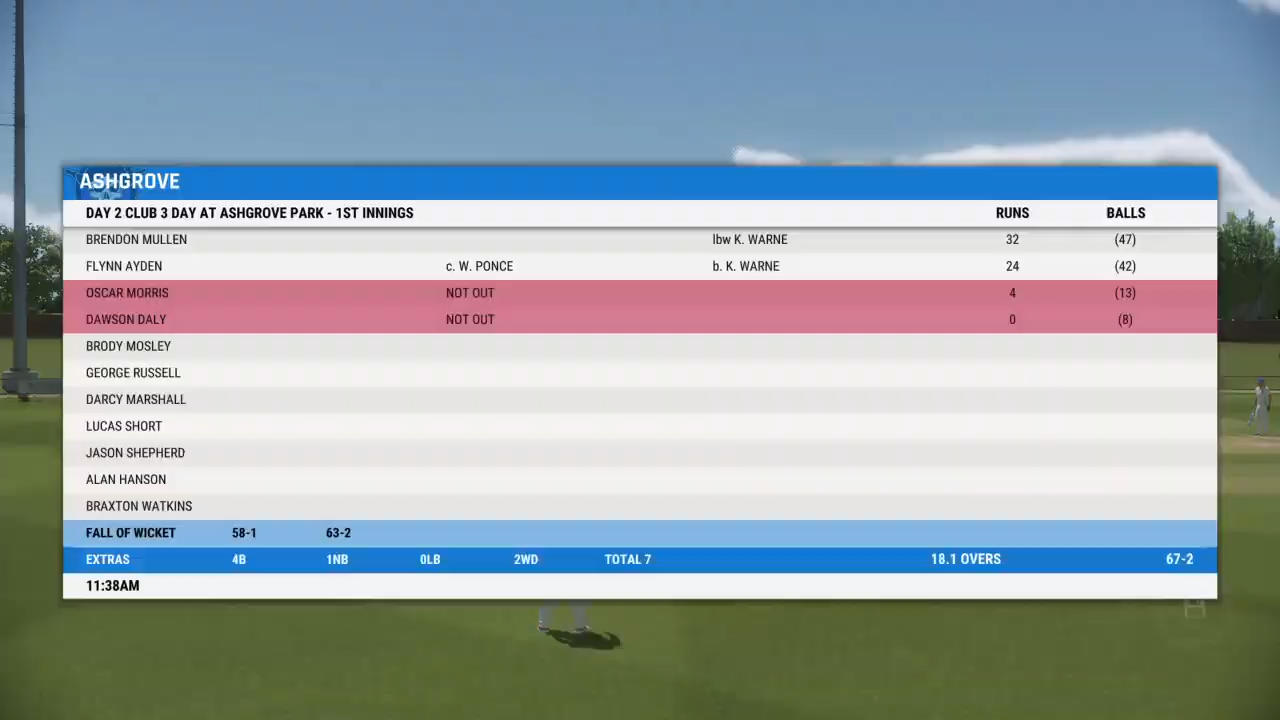 ASHGROVE
DAY 2 CLUB 3 DAY AT ASHGROVE PARK - 1ST INNINGS RUNS BALLS
BRENDON MULLEN lbw K. WARNE 32 (47)
FLYNN AYDEN c. W. PONCE b. K. WARNE 24 (42)
OSCAR MORRIS NOT OUT 4 (13)
DAWSON DALY NOT OUT 0 (8)
BRODY MOSLEY
GEORGE RUSSELL
DARCY MARSHALL
LUCAS SHORT
JASON SHEPHERD
ALAN HANSON
BRAXTON WATKINS
FALL OF WICKET 58-1 63-2
EXTRAS 4B 1NB 0LB 2WD TOTAL 7 18.1 OVERS 67-2
11:38AM